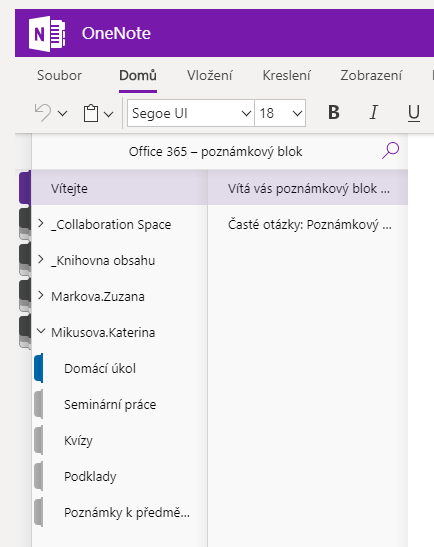 OneNote
Soubor Domů Vložení Kreslení Zobrazení
Segoe UI 18 B I U
Office 365 – poznámkový blok
Vítejte
_Collaboration Space
_Knihovna obsahu
Markova.Zuzana
Mikusova.Katerina
Domácí úkol
Seminární práce
Kvízy
Podklady
Poznámky k předmě...
Vítá vás poznámkový blok ...
Časté otázky: Poznámkový ...